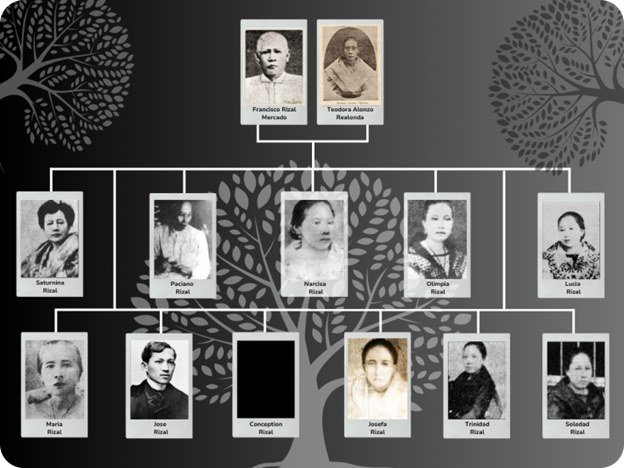 Francisco Rizal
Mercado
Teodora Alonzo
Realonda
Saturnina
Rizal
Paciano
Rizal
Narcisa
Rizal
Olimpia
Rizal
Lucia
Rizal
Maria
Rizal
Jose
Rizal
Conception
Rizal
Josefa
Rizal
Trinidad
Rizal
Soledad
Rizal